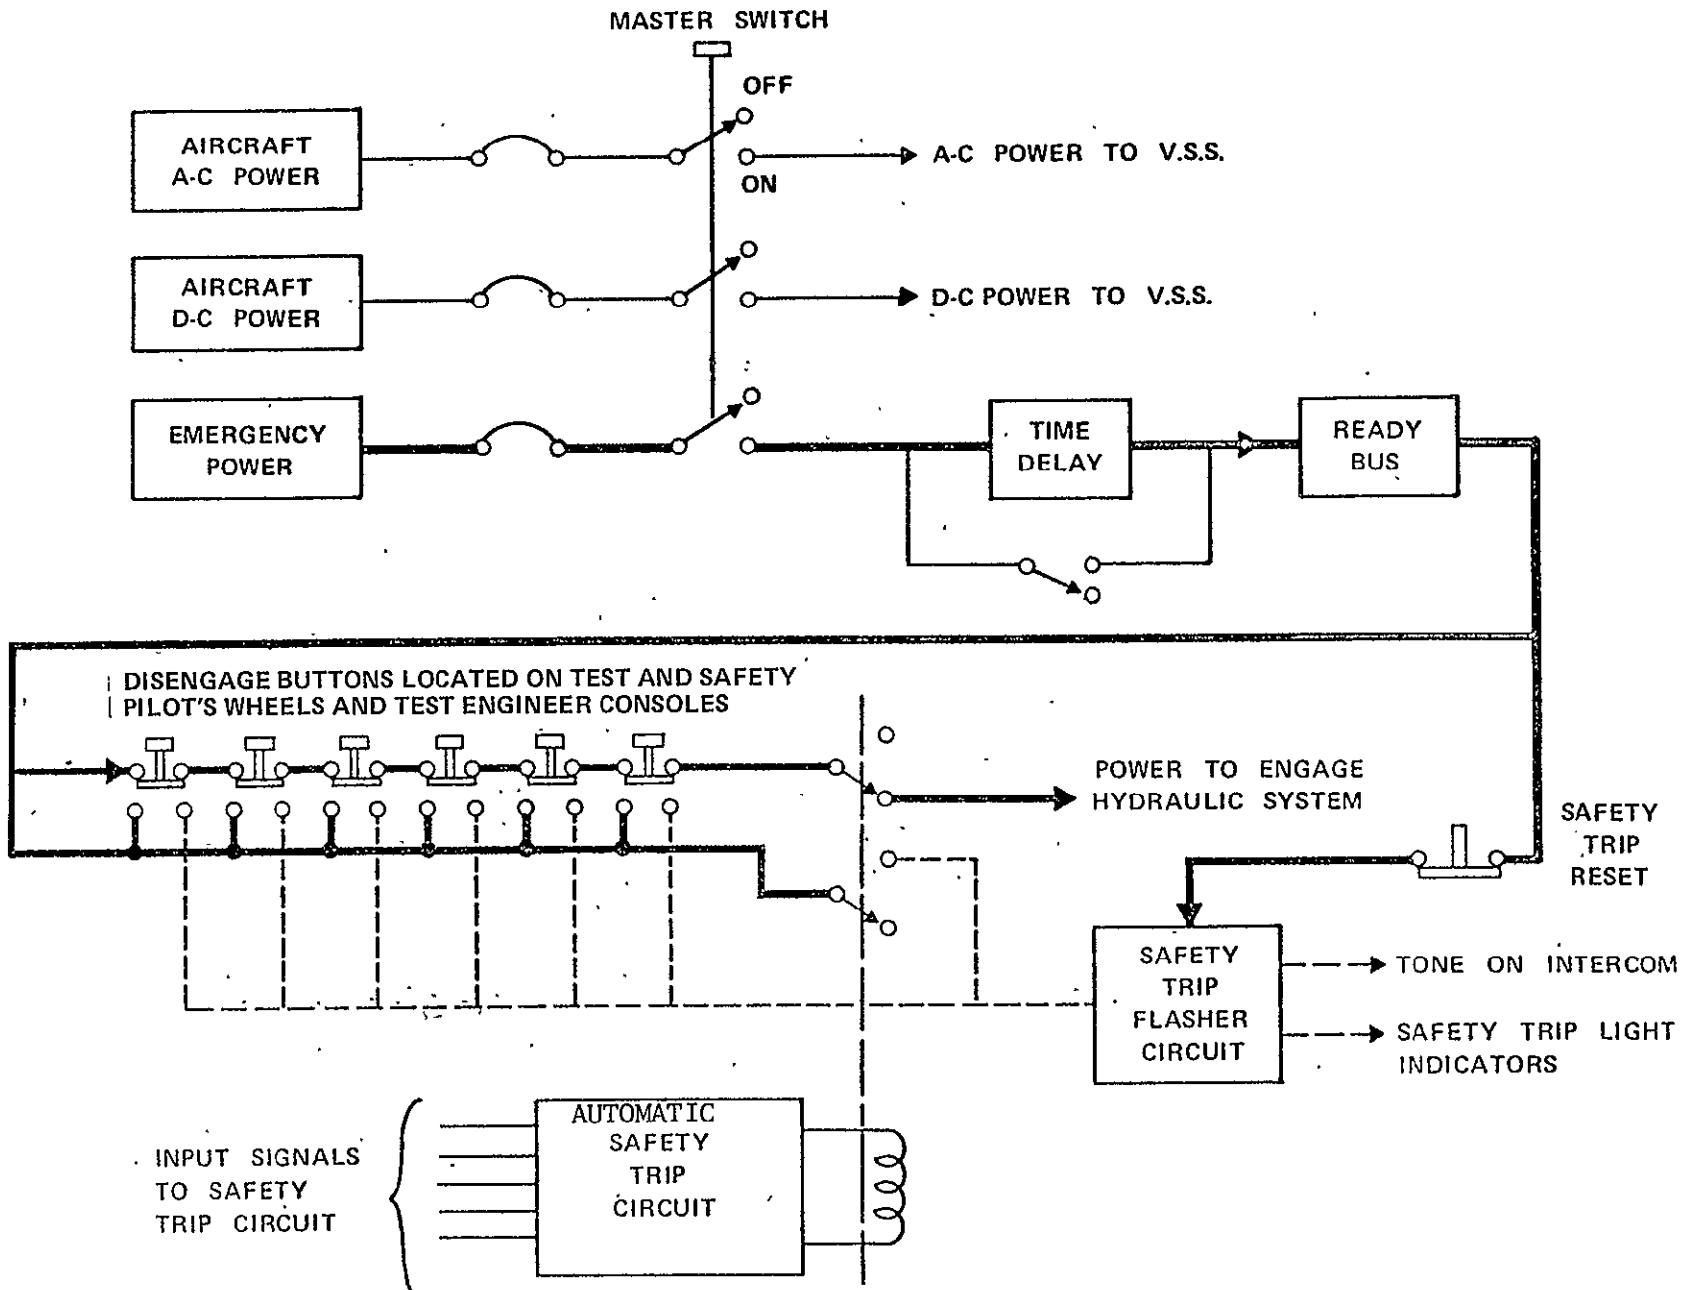 MASTER SWITCH
OFF
AIRCRAFT
A-C POWER
A-C POWER TO V.S.S.
ON
AIRCRAFT
D-C POWER
D-C POWER TO V.S.S.
EMERGENCY
POWER
TIME
DELAY
READY
BUS
DISENGAGE BUTTONS LOCATED ON TEST AND SAFETY
PILOT'S WHEELS AND TEST ENGINEER CONSOLES
POWER TO ENGAGE
HYDRAULIC SYSTEM
SAFETY
TRIP
RESET
SAFETY
TRIP
FLASHER
CIRCUIT
TONE ON INTERCOM
SAFETY TRIP LIGHT
INDICATORS
INPUT SIGNALS
TO SAFETY
TRIP CIRCUIT
AUTOMATIC
SAFETY
TRIP
CIRCUIT